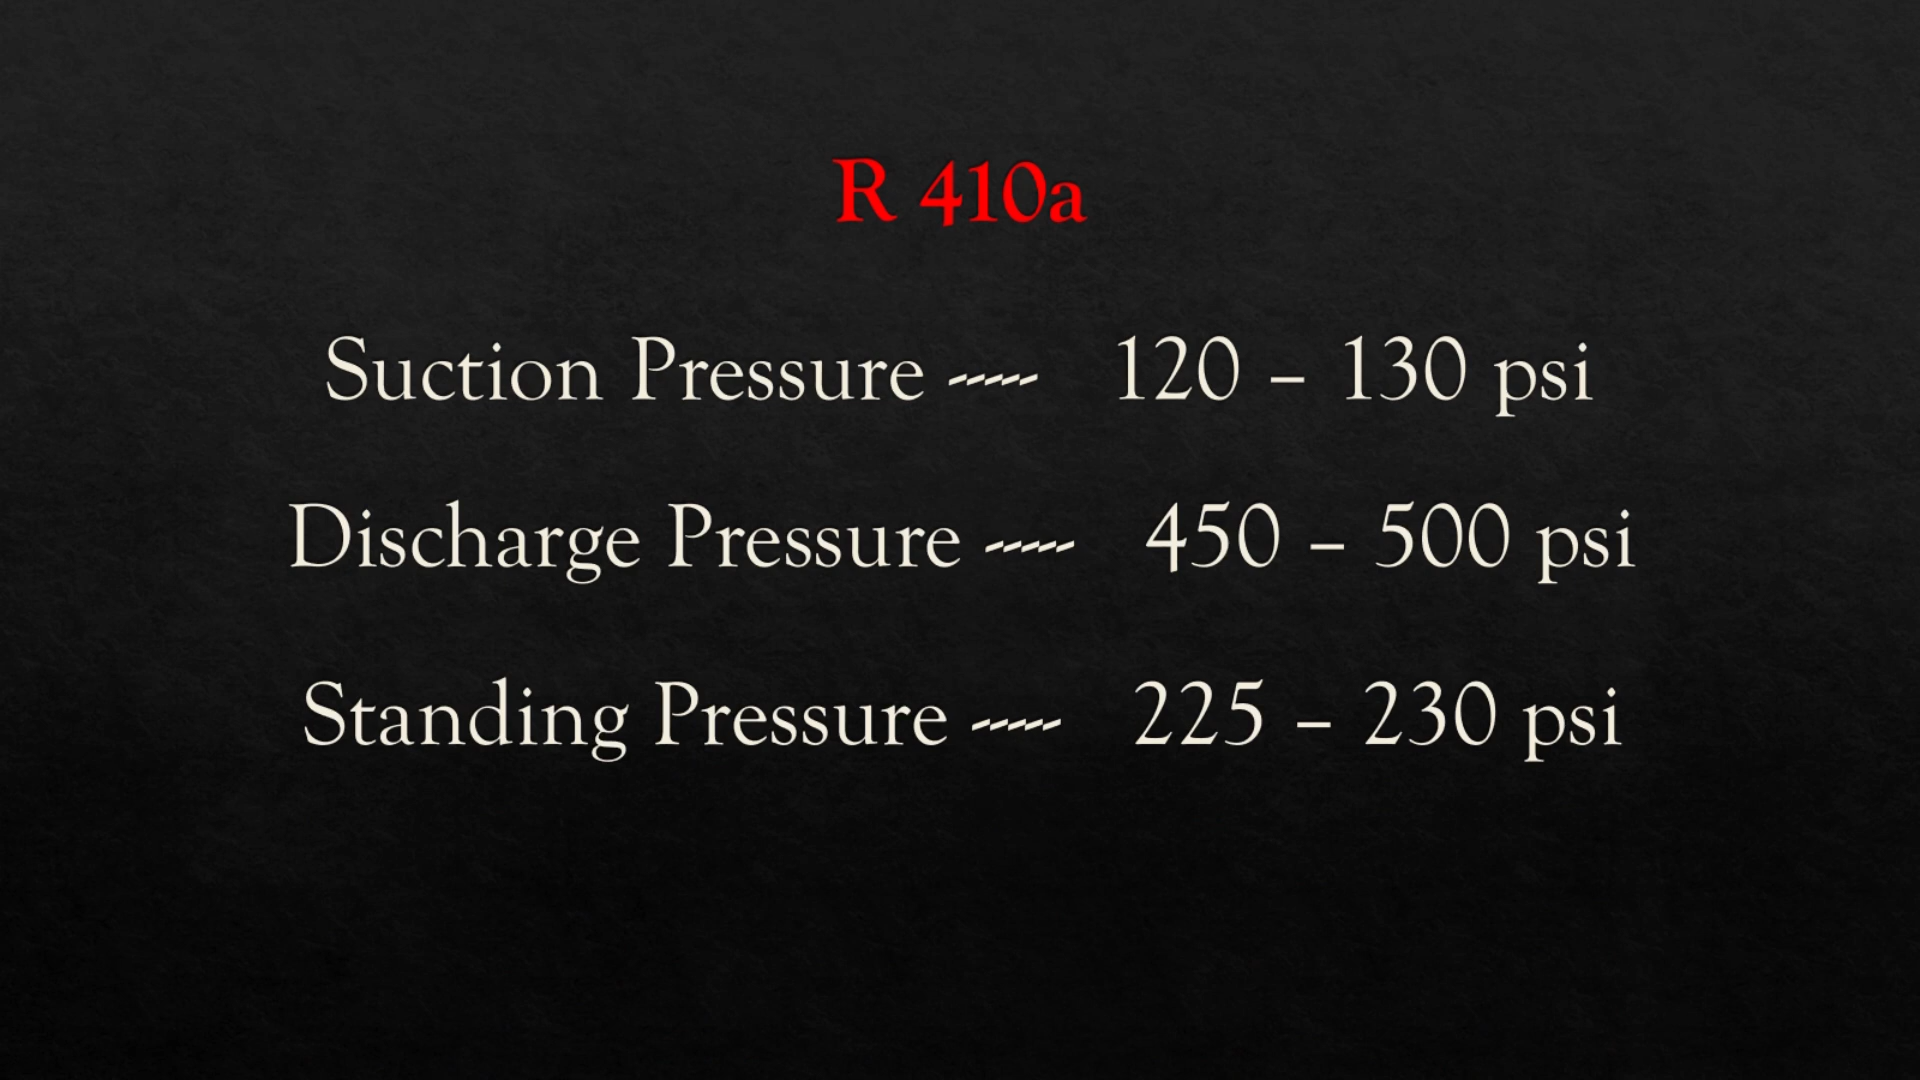 R 410a
Suction Pressure ----- 120 – 130 psi
Discharge Pressure ----- 450 – 500 psi
Standing Pressure ----- 225 – 230 psi